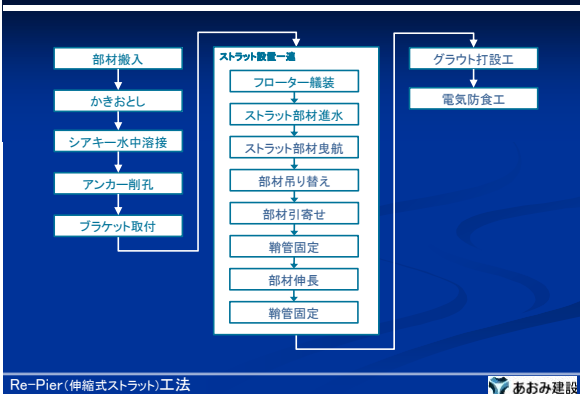 部材搬入
かきおとし
シアキー水中溶接
アンカー削孔
ブラケット取付
ストラット設置一連
フローター艤装
ストラット部材進水
ストラット部材曳航
部材吊り替え
部材引寄せ
鞘管固定
部材伸長
鞘管固定
グラウト打設工
電気防食工
Re-Pier(伸縮式ストラット)工法
あおみ建設